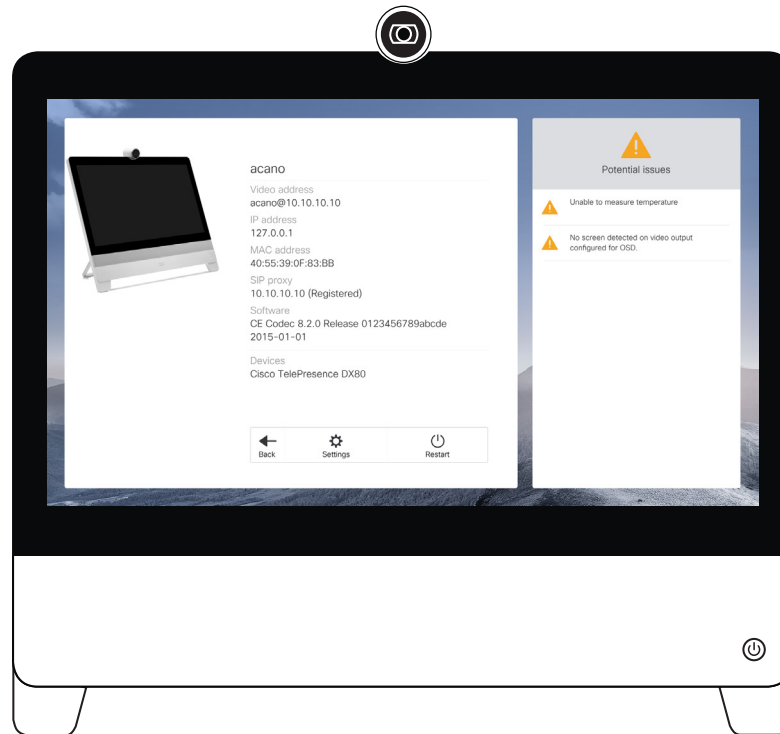 acano
Video address
acano@10.10.10.10
IP address
127.0.0.1
MAC address
40:55:39:0F:83:BB
SIP proxy
10.10.10.10 (Registered)
Software
CE Codec 8.2.0 Release 0123456789abcde
2015-01-01
Devices
Cisco TelePresence DX80
Back
Settings
Restart
Potential issues
Unable to measure temperature
No screen detected on video output
configured for OSD.